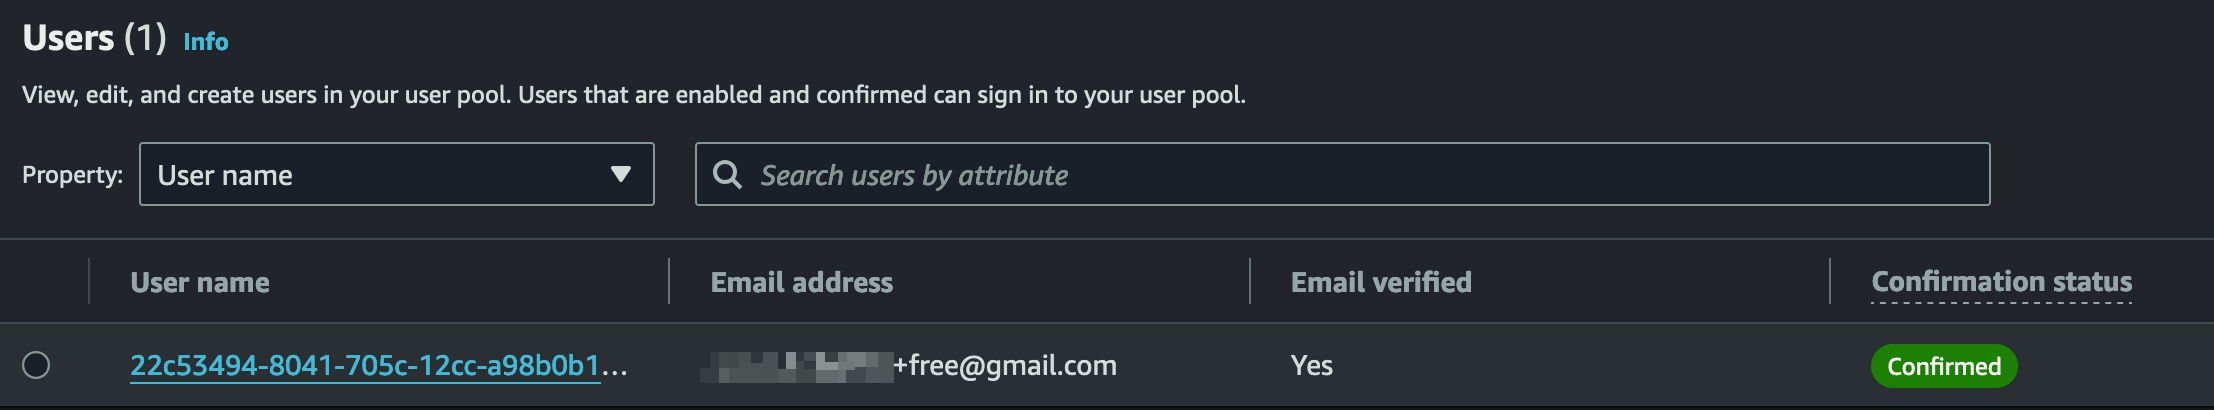 Users (1) Info
View, edit, and create users in your user pool. Users that are enabled and confirmed can sign in to your user pool.
Property: User name Search users by attribute
User name Email address Email verified Confirmation status
22c53494-8041-705c-12cc-a98b0b1... +free@gmail.com Yes Confirmed